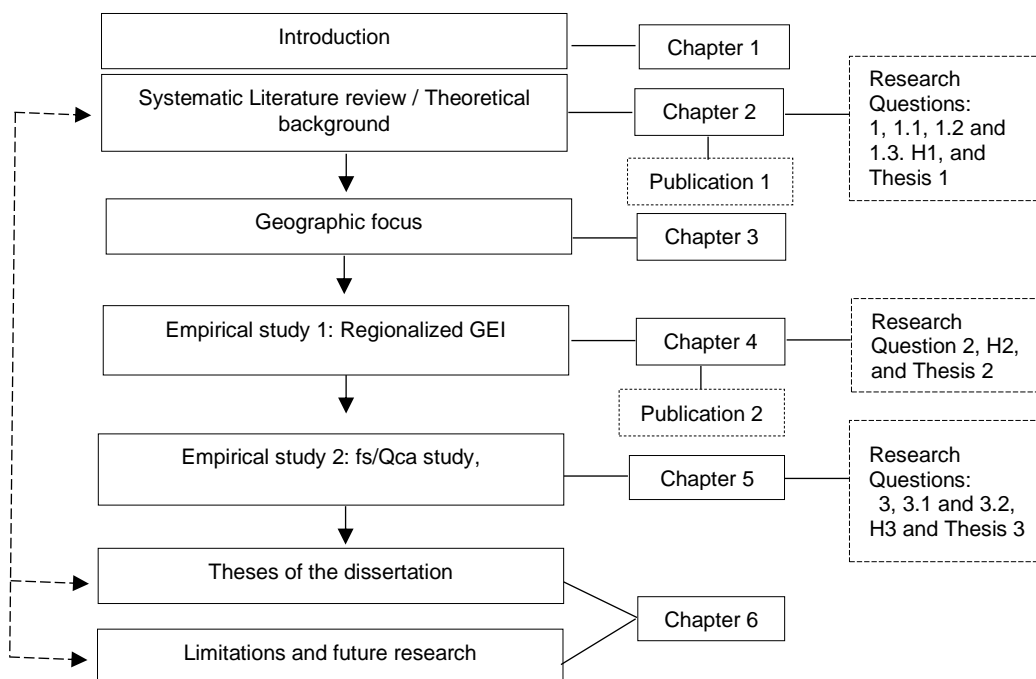 Introduction
Chapter 1
Systematic Literature review / Theoretical
background
Chapter 2
Publication 1
Research
Questions:
1, 1.1, 1.2 and
1.3. H1, and
Thesis 1
Geographic focus
Chapter 3
Empirical study 1: Regionalized GEI
Chapter 4
Publication 2
Research
Question 2, H2,
and Thesis 2
Empirical study 2: fs/Qca study,
Chapter 5
Research
Questions:
3, 3.1 and 3.2,
H3 and Thesis 3
Theses of the dissertation
Chapter 6
Limitations and future research